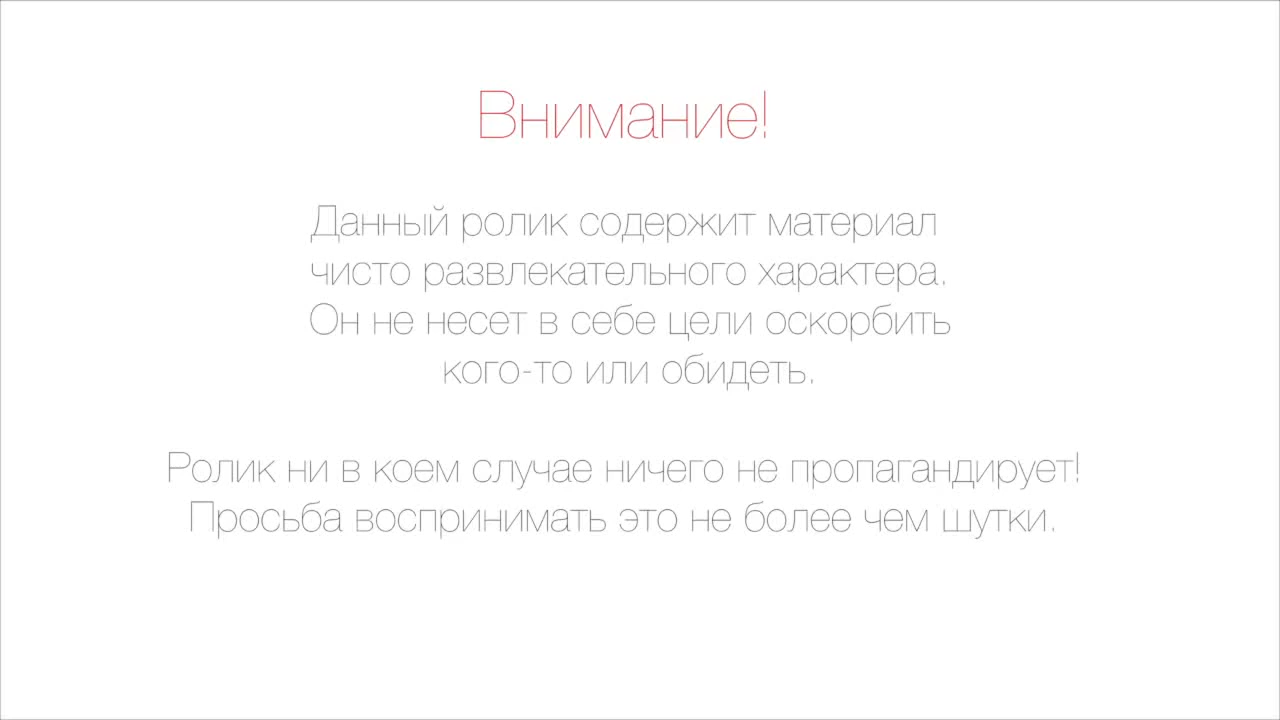 Внимание!
Данный ролик содержит материал
чисто развлекательного характера.
Он не несет в себе цели оскорбить
кого-то или обидеть.
Ролик ни в коем случае ничего не пропагандирует!
Просьба воспринимать это не более чем шутки.